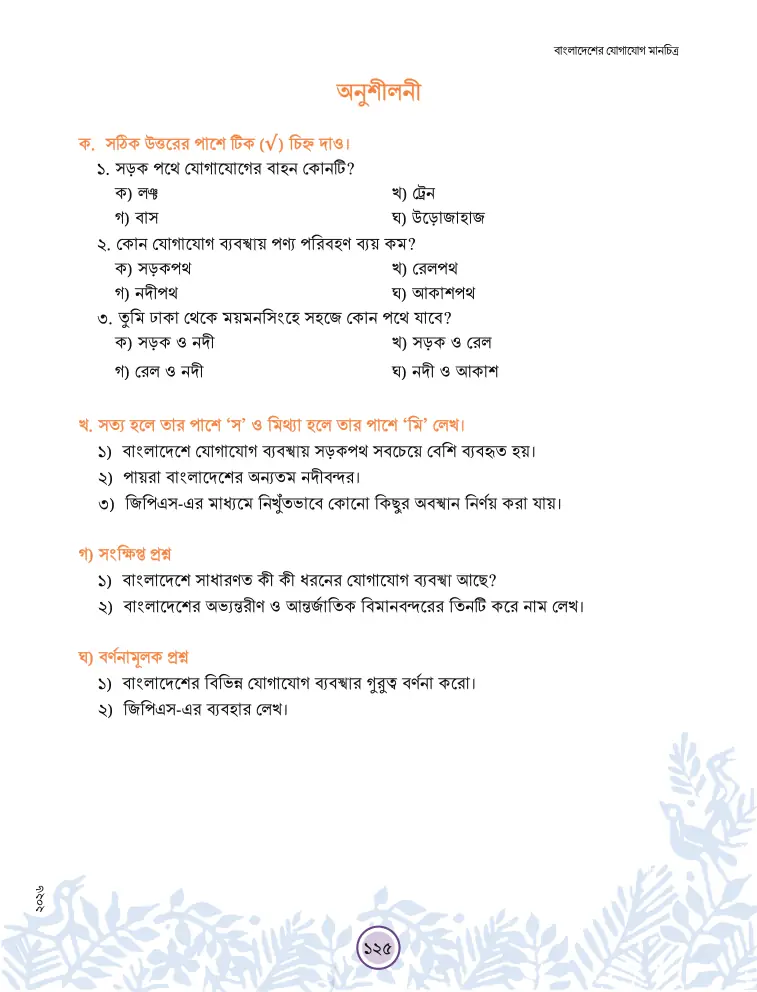 বাংলাদেশের যোগাযোগ মানচিত্র
অনুশীলনী
ক. সঠিক উত্তরের পাশে টিক (√) চিহ্ন দাও।
১. সড়ক পথে যোগাযোগের বাহন কোনটি?
ক) লঞ্চ খ) ট্রেন
গ) বাস ঘ) উড়োজাহাজ
২. কোন যোগাযোগ ব্যবস্থায় পণ্য পরিবহণ ব্যয় কম?
ক) সড়কপথ খ) রেলপথ
গ) নদীপথ ঘ) আকাশপথ
৩. তুমি ঢাকা থেকে ময়মনসিংহে সহজে কোন পথে যাবে?
ক) সড়ক ও নদী খ) সড়ক ও রেল
গ) রেল ও নদী ঘ) নদী ও আকাশ
খ. সত্য হলে তার পাশে ‘স’ ও মিথ্যা হলে তার পাশে ‘মি’ লেখ।
১) বাংলাদেশে যোগাযোগ ব্যবস্থায় সড়কপথ সবচেয়ে বেশি ব্যবহৃত হয়।
২) পায়রা বাংলাদেশের অন্যতম নদীবন্দর।
৩) জিপিএস-এর মাধ্যমে নিখুঁতভাবে কোনো কিছুর অবস্থান নির্ণয় করা যায়।
গ) সংক্ষিপ্ত প্রশ্ন
১) বাংলাদেশে সাধারণত কী কী ধরনের যোগাযোগ ব্যবস্থা আছে?
২) বাংলাদেশের অভ্যন্তরীণ ও আন্তর্জাতিক বিমানবন্দরের তিনটি করে নাম লেখ।
ঘ) বর্ণনামূলক প্রশ্ন
১) বাংলাদেশের বিভিন্ন যোগাযোগ ব্যবস্থার গুরুত্ব বর্ণনা করো।
২) জিপিএস-এর ব্যবহার লেখ।
২০২৬
১২৫